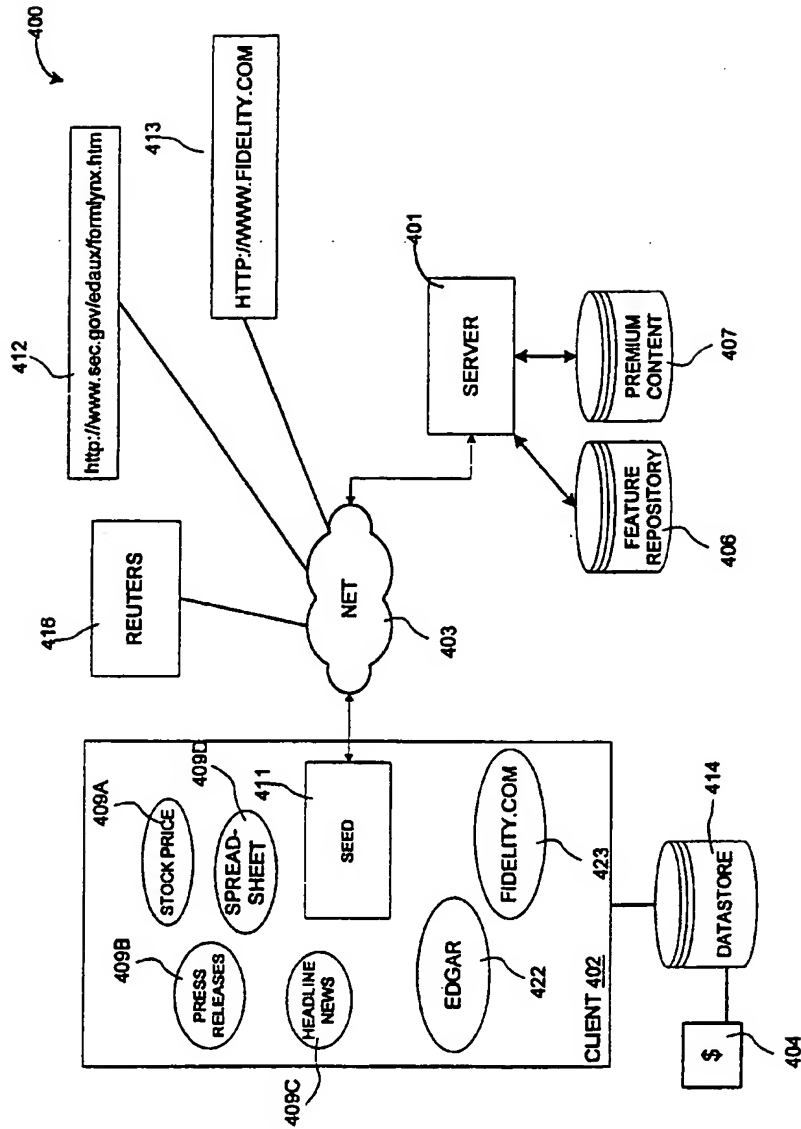 400
412
http://www.sec.gov/edaux/formlynx.htm
413
HTTP://WWW.FIDELITY.COM
416
REUTERS
NET
403
401
SERVER
FEATURE
REPOSITORY
406
PREMIUM
CONTENT
407
409A
STOCK PRICE
409B
PRESS
RELEASES
409D
SPREAD-
SHEET
409C
HEADLINE
NEWS
411
SEED
EDGAR
422
FIDELITY.COM
423
CLIENT 402
414
DATASTORE
$
404